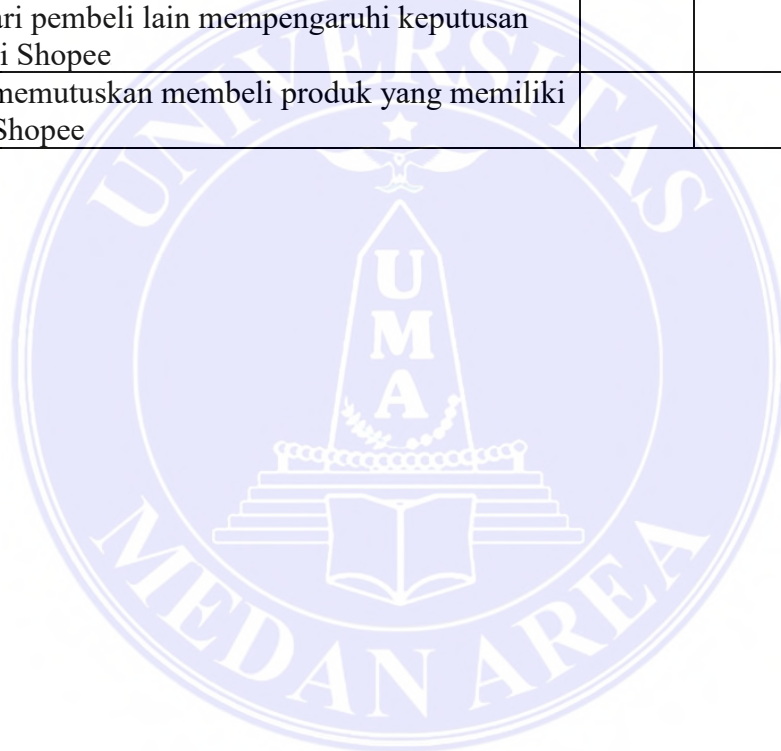 ari pembeli lain mempengaruhi keputusan
i Shopee
memutuskan membeli produk yang memiliki
Shopee
UNIVERSITAS
U
M
A
MEDAN AREA